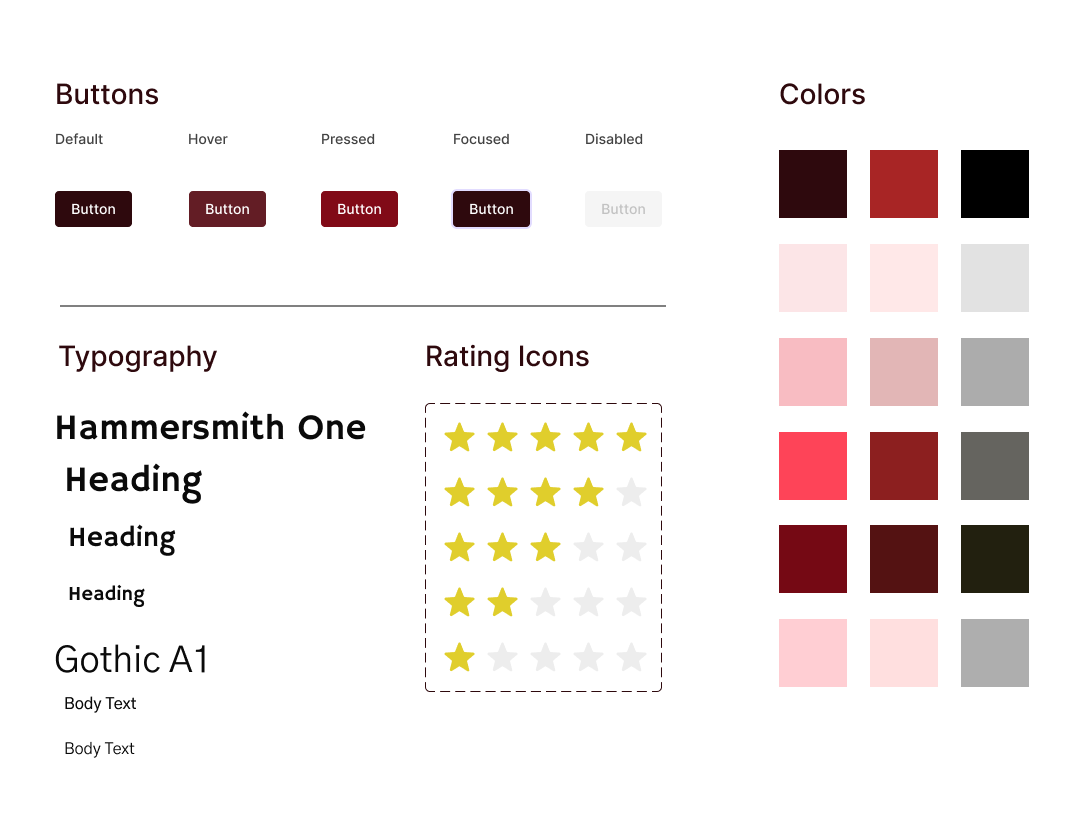 Buttons
Default Hover Pressed Focused Disabled
Button Button Button Button Button
Typography
Hammersmith One
Heading
Heading
Heading
Gothic A1
Body Text
Body Text
Rating Icons
Colors